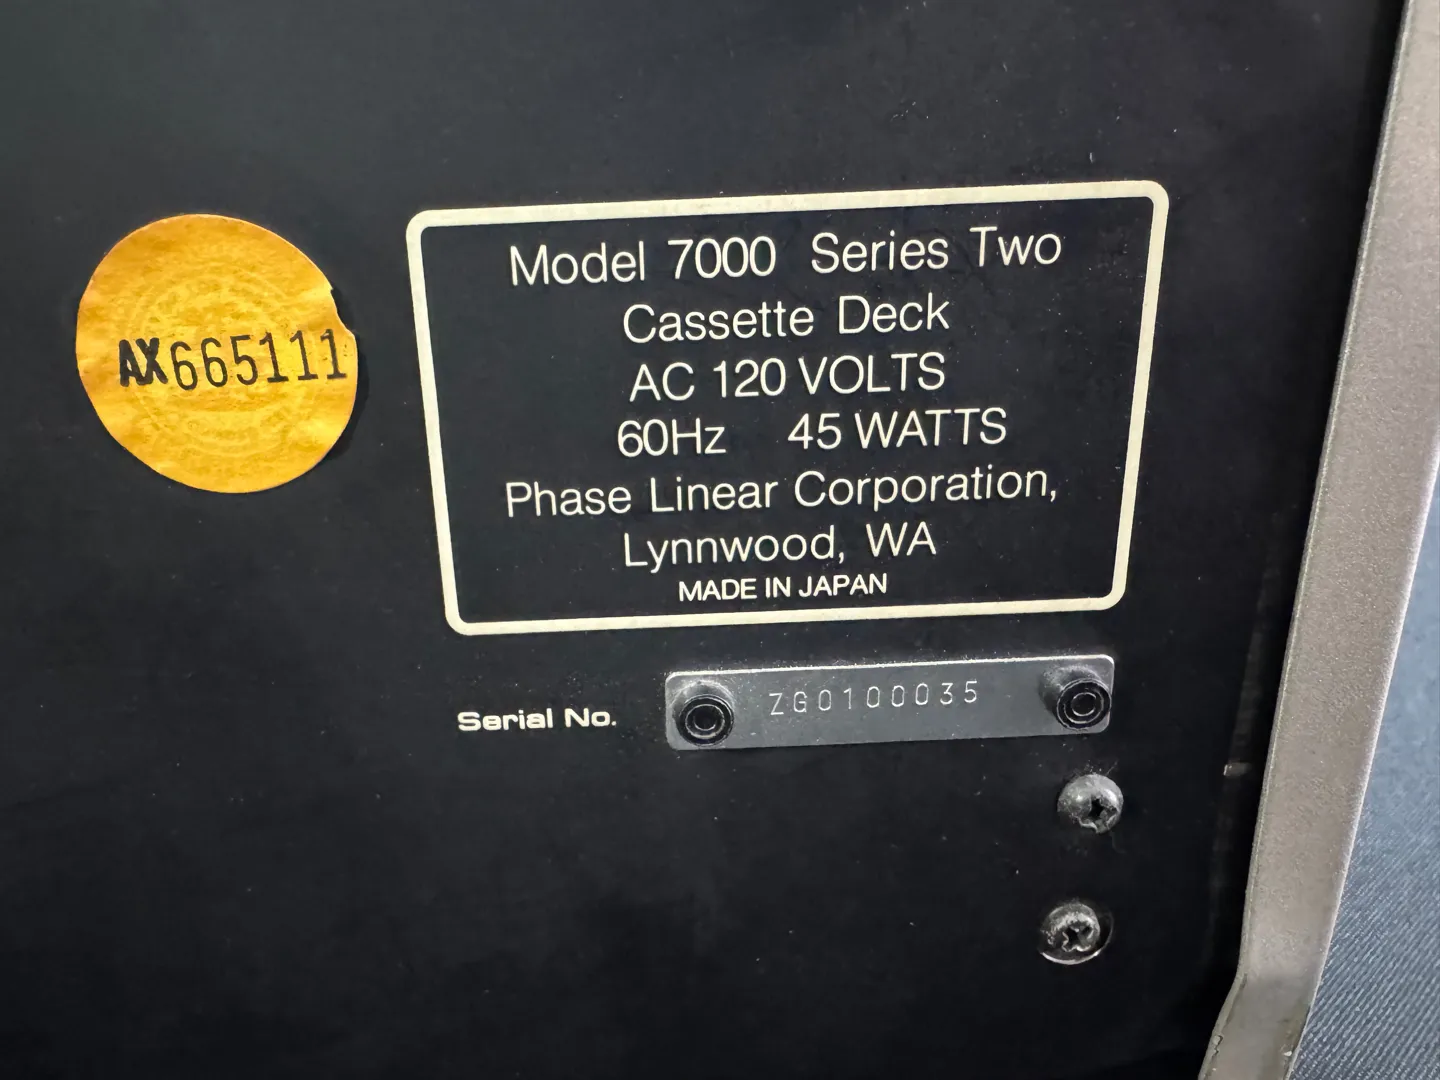 AX665111
Model 7000 Series Two
Cassette Deck
AC 120 VOLTS
60Hz 45 WATTS
Phase Linear Corporation,
Lynnwood, WA
MADE IN JAPAN
Serial No. ZG0100035